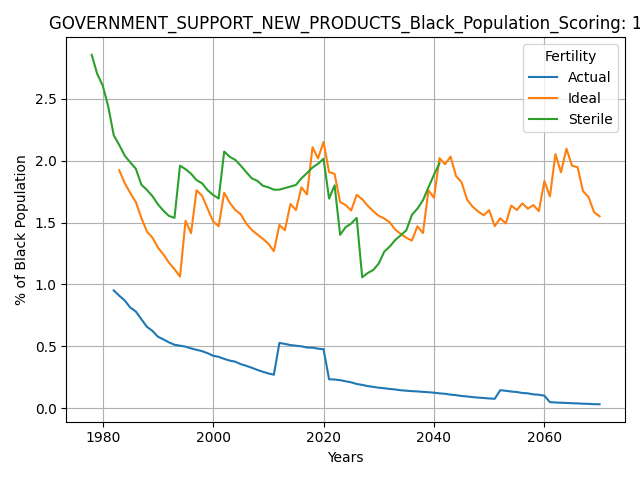 GOVERNMENT_SUPPORT_NEW_PRODUCTS_Black_Population_Scoring: 1
Fertility
Actual
Ideal
Sterile
% of Black Population
2.5
2.0
1.5
1.0
0.5
0.0
1980 2000 2020 2040 2060
Years